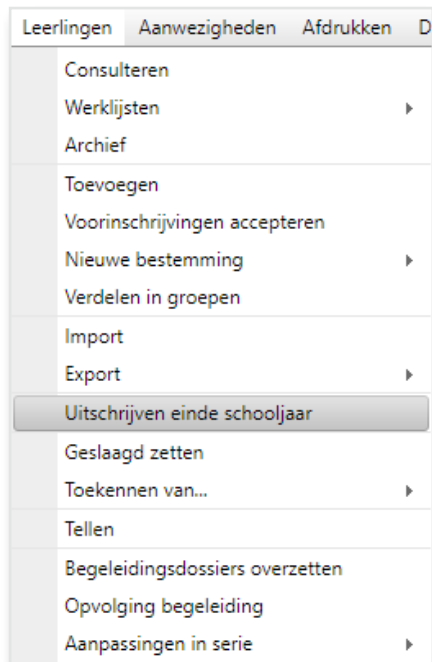 Leerlingen Aanwezigheden Afdrukken D
Consulteren
Werklijsten
Archief
Toevoegen
Voorinschrijvingen accepteren
Nieuwe bestemming
Verdelen in groepen
Import
Export
Uitschrijven einde schooljaar
Geslaagd zetten
Toekennen van...
Tellen
Begeleidingsdossiers overzetten
Opvolging begeleiding
Aanpassingen in serie